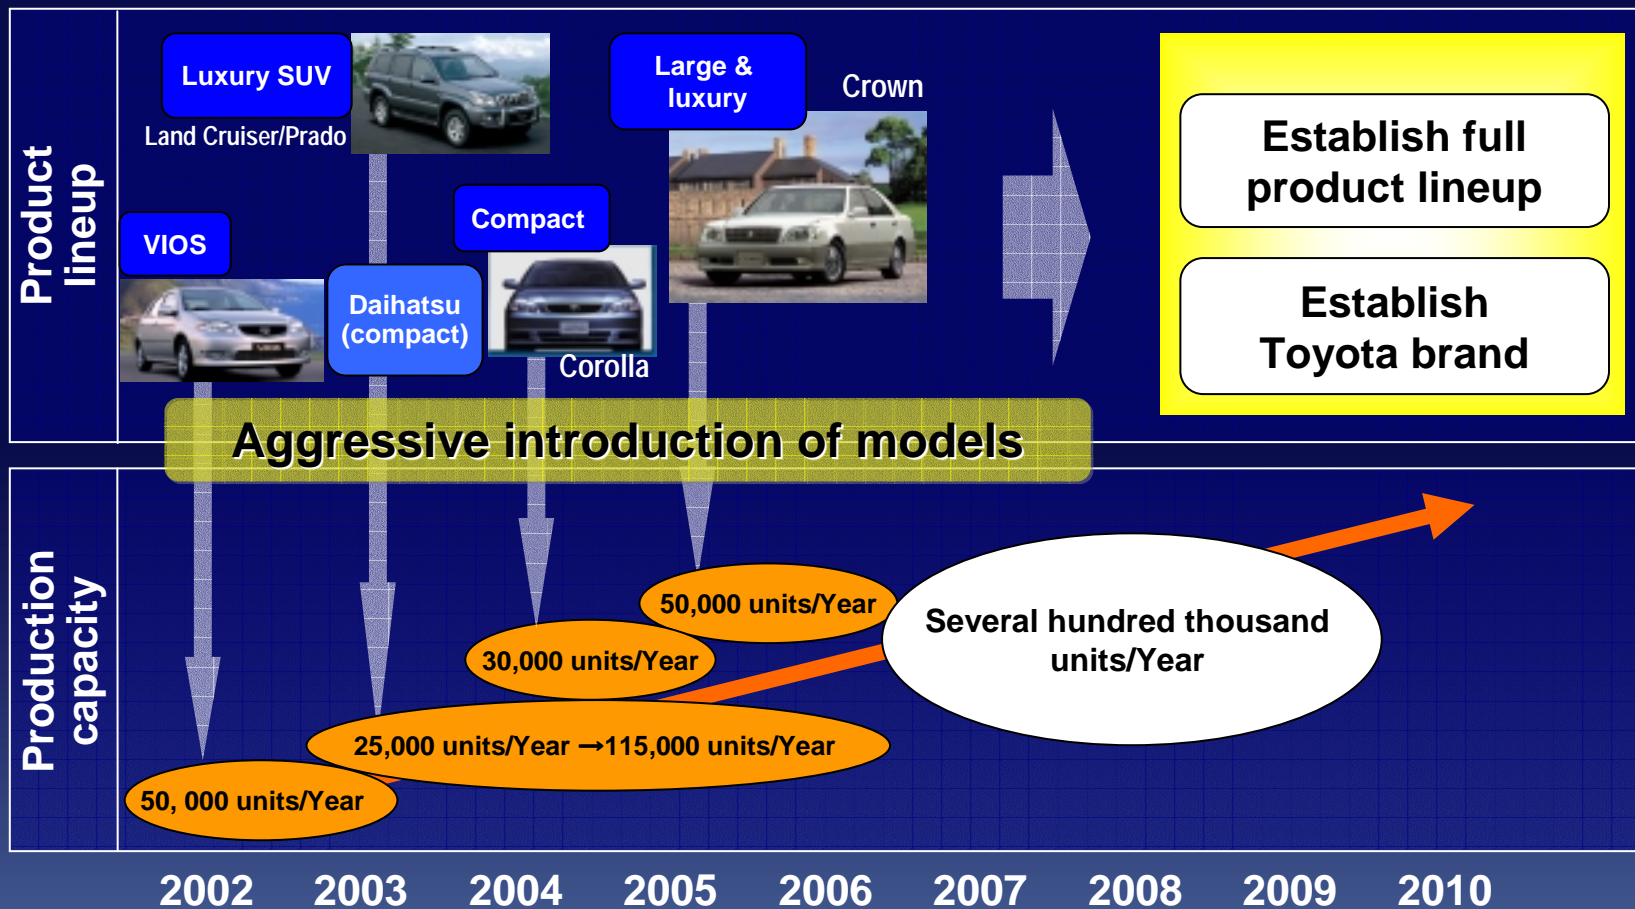 Product
lineup
Luxury SUV
Land Cruiser/Prado
VIOS
Daihatsu
(compact)
Compact
Corolla
Large &
luxury
Crown
Establish full
product lineup
Establish
Toyota brand
Aggressive introduction of models
Production
capacity
50, 000 units/Year
25,000 units/Year →115,000 units/Year
30,000 units/Year
50,000 units/Year
Several hundred thousand
units/Year
2002 2003 2004 2005 2006 2007 2008 2009 2010